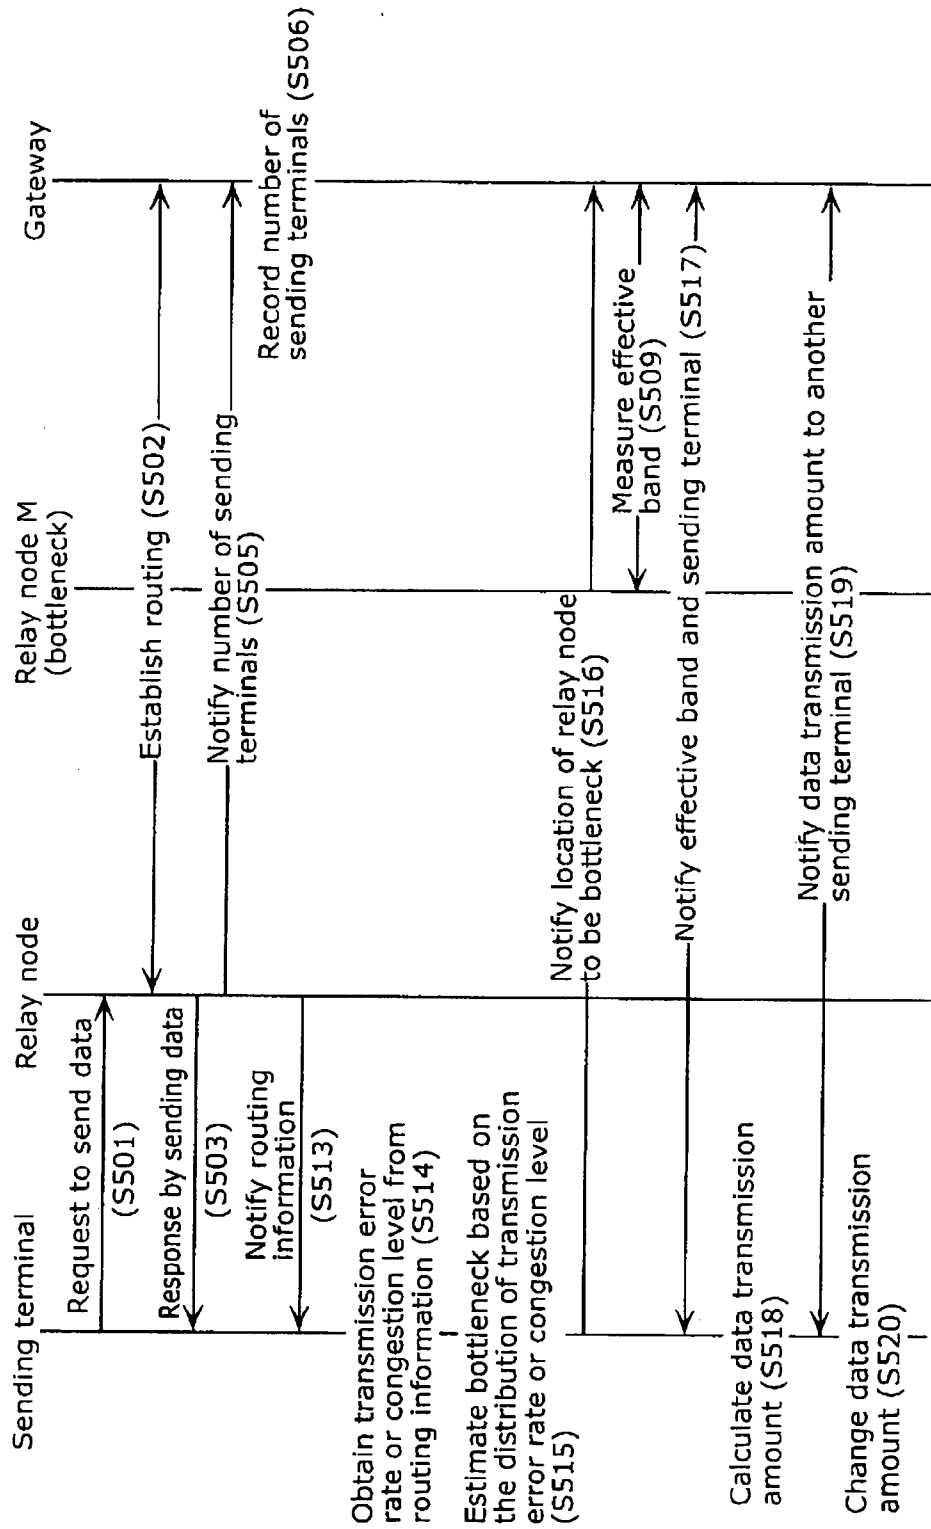 Sending terminal
Relay node
Relay node M
(bottleneck)
Gateway
Request to send data
(S501)
Establish routing (S502)
Response by sending data
(S503)
Notify number of sending
terminals (S505)
Record number of
sending terminals (S506)
Notify routing
information
(S513)
Obtain transmission error
rate or congestion level from
routing information (S514)
Estimate bottleneck based on
the distribution of transmission
error rate or congestion level
(S515)
Notify location of relay node
to be bottleneck (S516)
Measure effective
band (S509)
Notify effective band and sending terminal (S517)
Calculate data transmission
amount (S518)
Notify data transmission amount to another
sending terminal (S519)
Change data transmission
amount (S520)